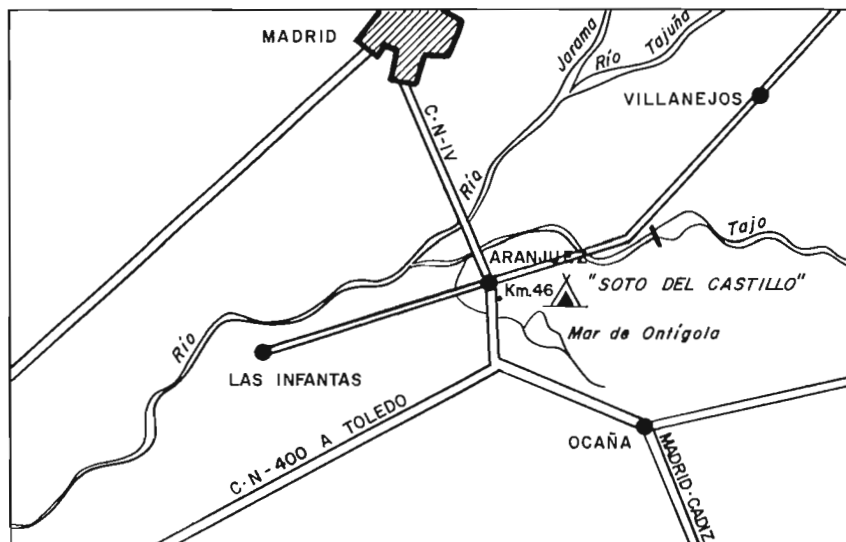 MADRID
Jarama
Río
Tajuña
VILLANEJOS
C-N-IV
Río
Tajo
ARANJUEZ
Km.46
"SOTO DEL CASTILLO"
Mar de Ontígola
Río
LAS INFANTAS
C-N-400 A TOLEDO
OCAÑA
MADRID-CADIZ